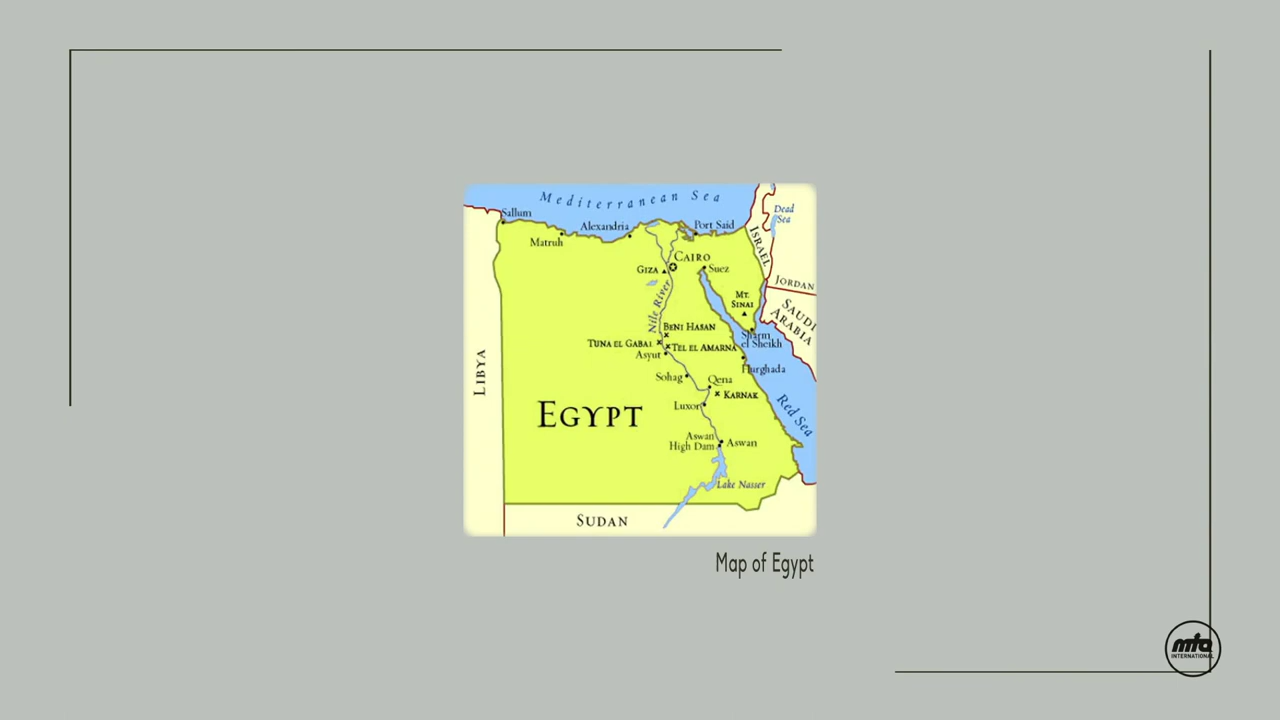 Mediterranean Sea
Dead
Sea
Sallum
Alexandria
Port Said
Matruh
ISRAEL
CAIRO
GIZA
Suez
JORDAN
Nile River
MT.
SINAI
SAUDI
ARABIA
BENI HASAN
Sharm
el Sheikh
TUNA EL GABAL
TEL EL AMARNA
Asyut
LIBYA
Hurghada
Sohag
Qena
KARNAK
Luxor
Red Sea
EGYPT
Aswan
High Dam
Aswan
Lake Nasser
SUDAN
Map of Egypt
mta
INTERNATIONAL